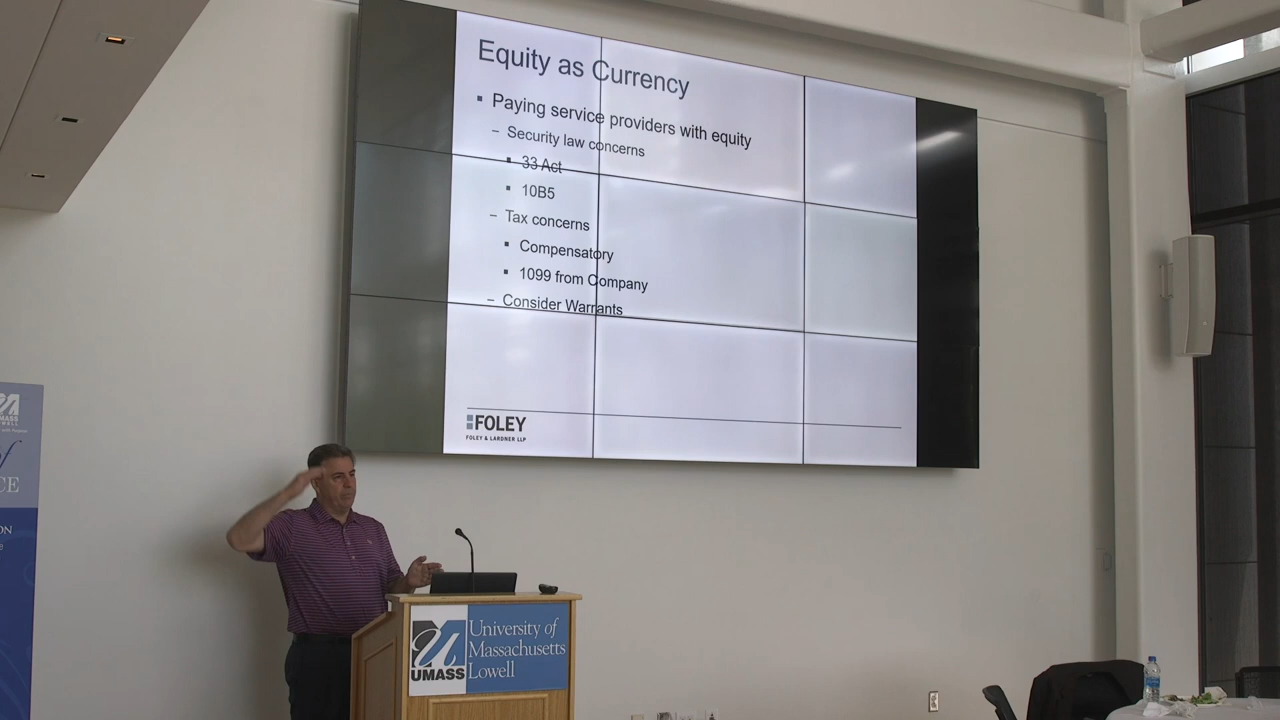 Equity as Currency
▪ Paying service providers with equity
– Security law concerns
▪ 33 Act
▪ 10B5
– Tax concerns
▪ Compensatory
▪ 1099 from Company
– Consider Warrants
FOLEY
FOLEY & LARDNER LLP
UMASS
University of
Massachusetts
Lowell